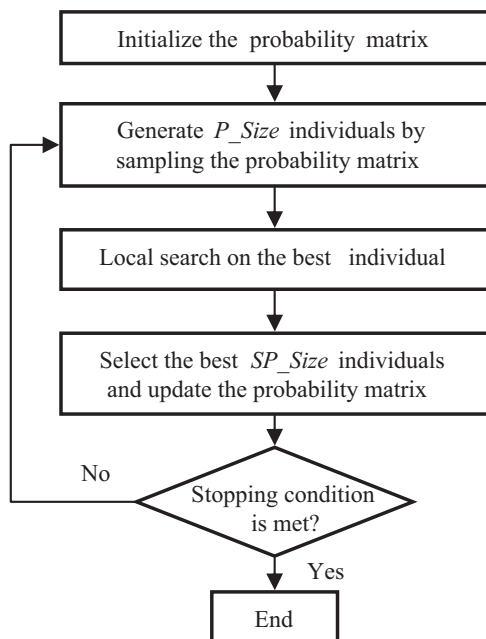 Initialize the probability matrix
Generate P_Size individuals by
sampling the probability matrix
Local search on the best individual
Select the best SP_Size individuals
and update the probability matrix
No
Stopping condition
is met?
Yes
End